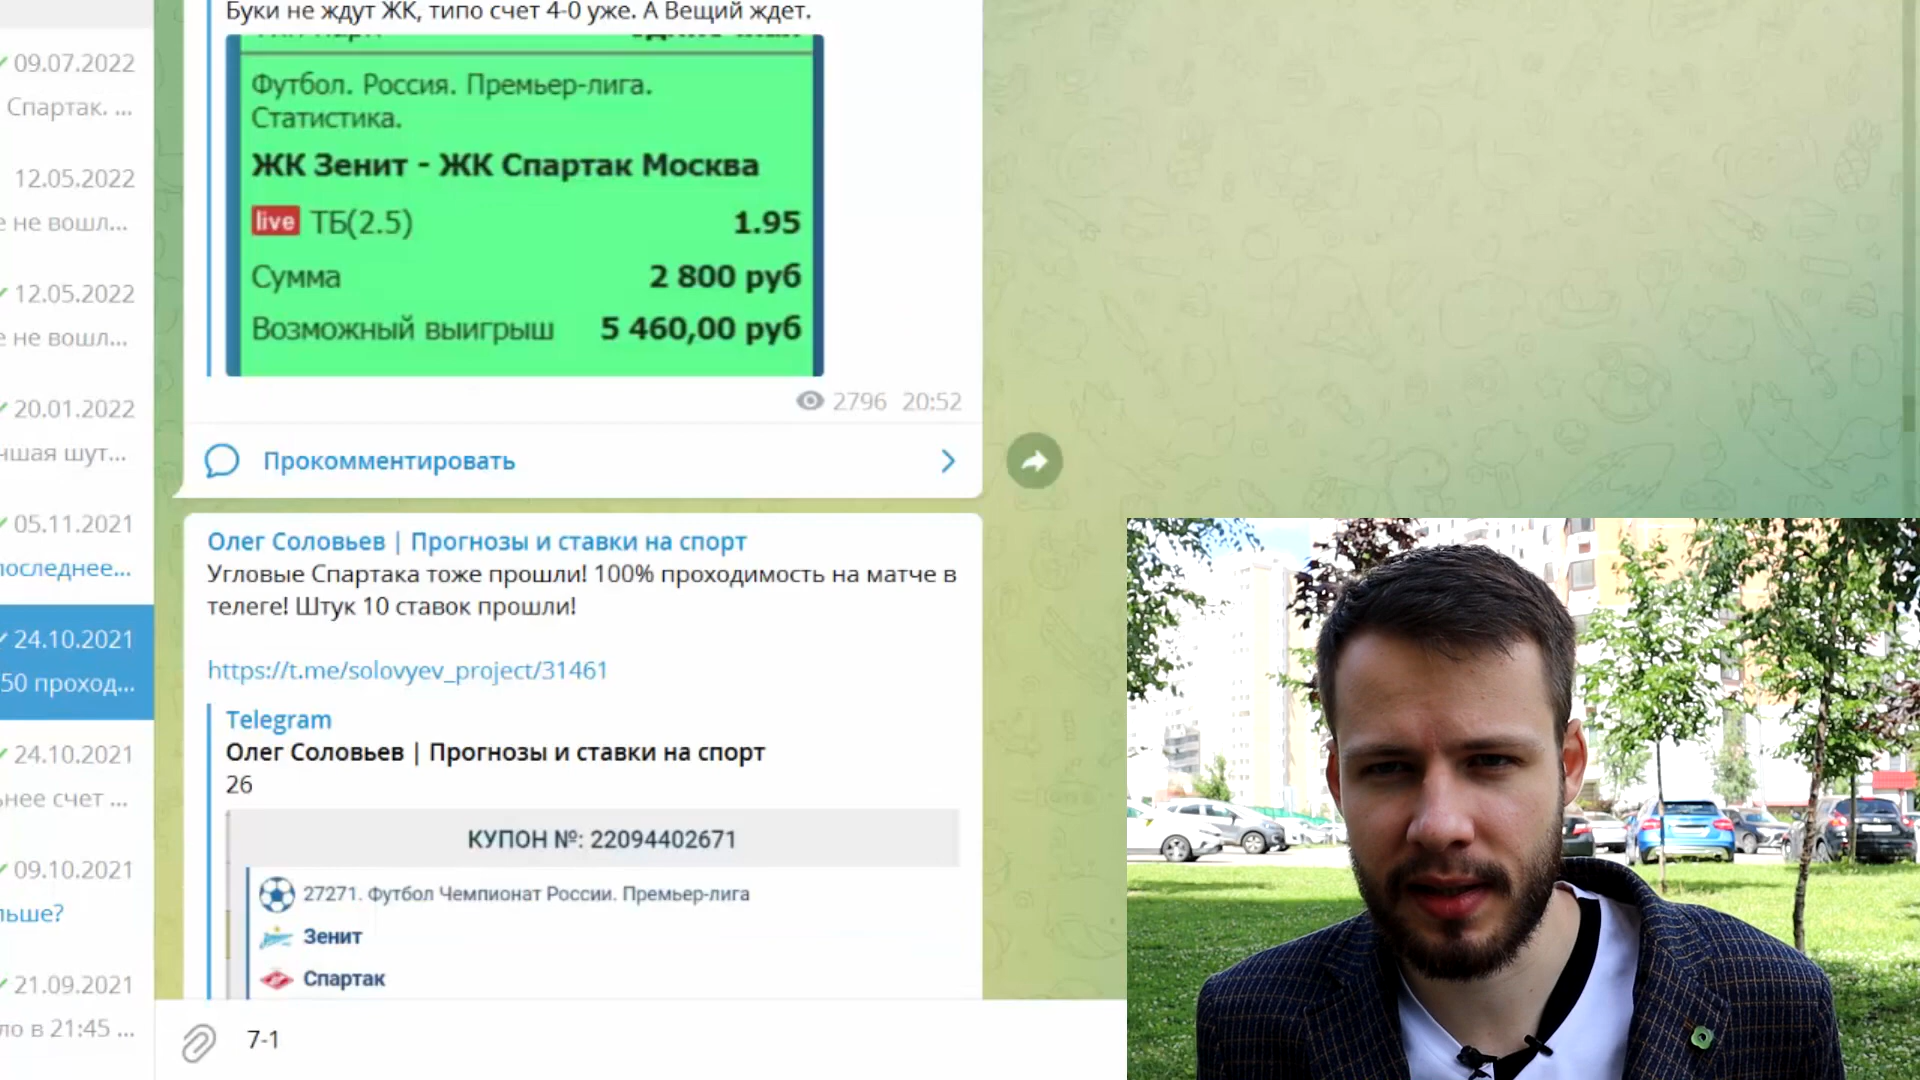 09.07.2022
Спартак. ...
12.05.2022
е не вошл...
12.05.2022
е не вошл...
20.01.2022
чшая шут...
05.11.2021
последнее...
24.10.2021
50 проход...
24.10.2021
ьнее счет ...
09.10.2021
льше?
21.09.2021
ло в 21:45 ...
Буки не ждут ЖК, типо счет 4-0 уже. А Вещий ждет.
Футбол. Россия. Премьер-лига.
Статистика.
ЖК Зенит - ЖК Спартак Москва
live ТБ(2.5) 1.95
Сумма 2 800 руб
Возможный выигрыш 5 460,00 руб
2796 20:52
Прокомментировать
Олег Соловьев | Прогнозы и ставки на спорт
Угловые Спартака тоже прошли! 100% проходимость на матче в
телеге! Штук 10 ставок прошли!
https://t.me/solovyev_project/31461
Telegram
Олег Соловьев | Прогнозы и ставки на спорт
26
КУПОН №: 22094402671
27271. Футбол Чемпионат России. Премьер-лига
Зенит
Спартак
7-1